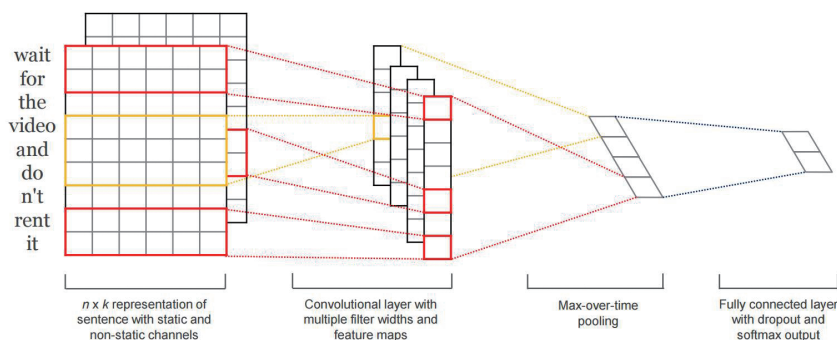 wait
for
the
video
and
do
n't
rent
it
n x k representation of
sentence with static and
non-static channels
Convolutional layer with
multiple filter widths and
feature maps
Max-over-time
pooling
Fully connected layer
with dropout and
softmax output